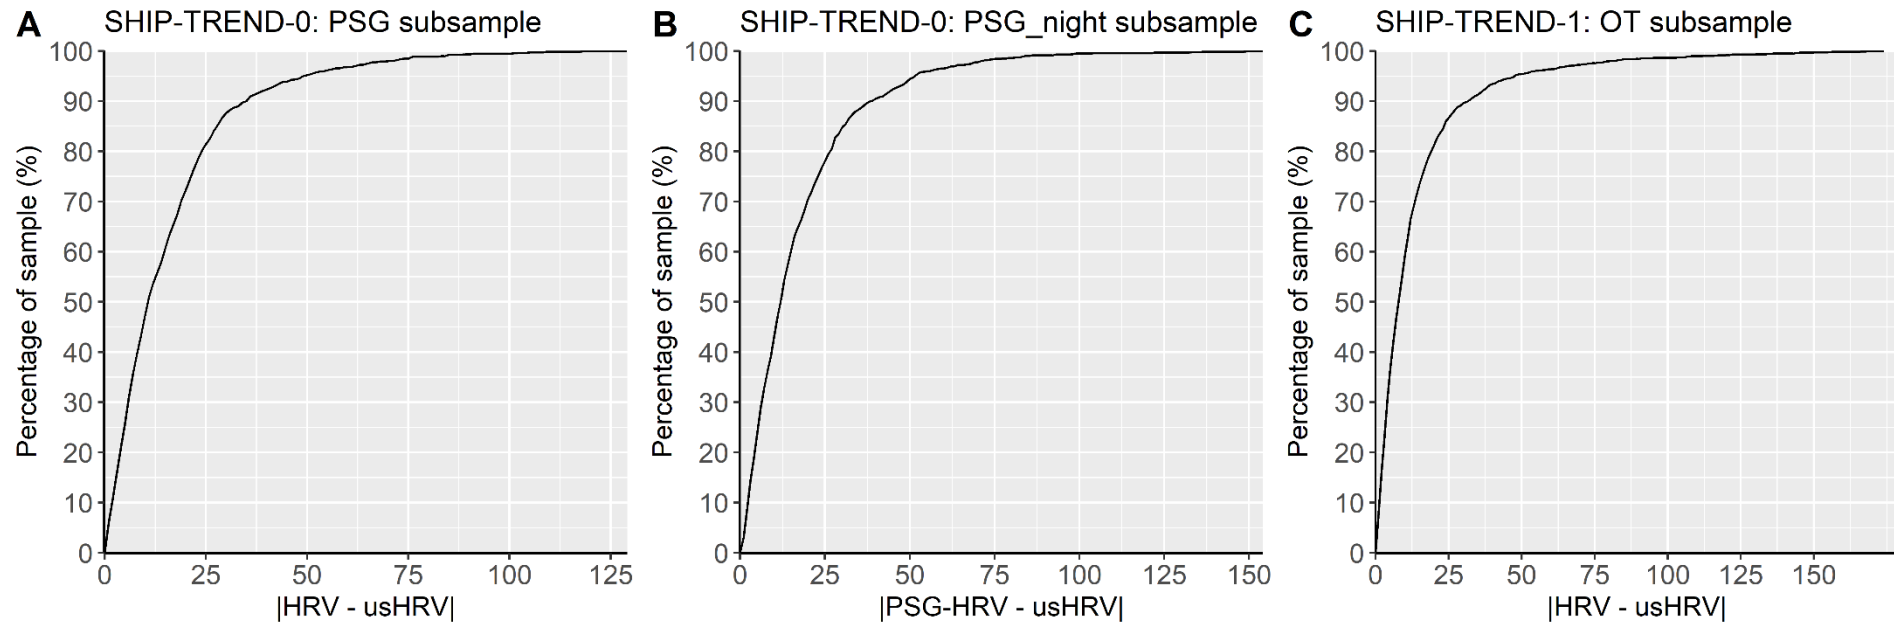 A SHIP-TREND-0: PSG subsample
Percentage of sample (%)
100
90
80
70
60
50
40
30
20
10
0
0 25 50 75 100 125
|HRV - usHRV|
B SHIP-TREND-0: PSG_night subsample
Percentage of sample (%)
100
90
80
70
60
50
40
30
20
10
0
0 25 50 75 100 125 150
|PSG-HRV - usHRV|
C SHIP-TREND-1: OT subsample
Percentage of sample (%)
100
90
80
70
60
50
40
30
20
10
0
0 25 50 75 100 125 150
|HRV - usHRV|